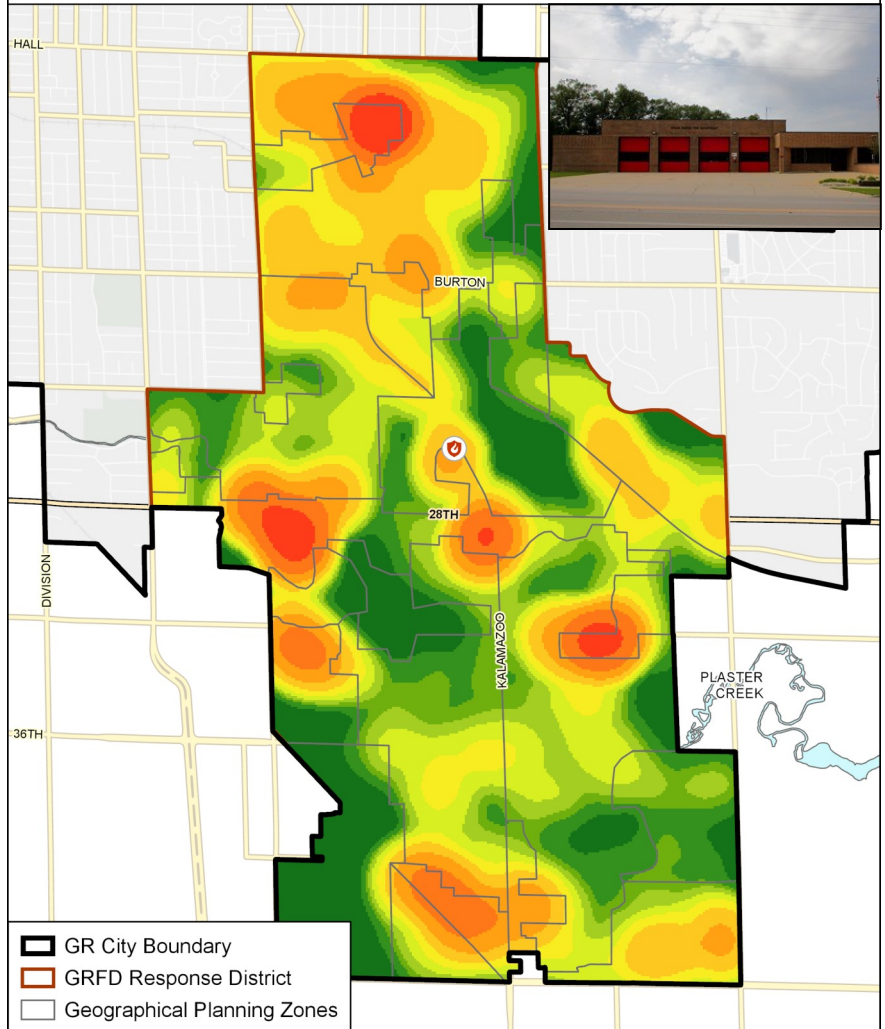 HALL
BURTON
28TH
DIVISION
KALAMAZOO
PLASTER
CREEK
36TH
GR City Boundary
GRFD Response District
Geographical Planning Zones